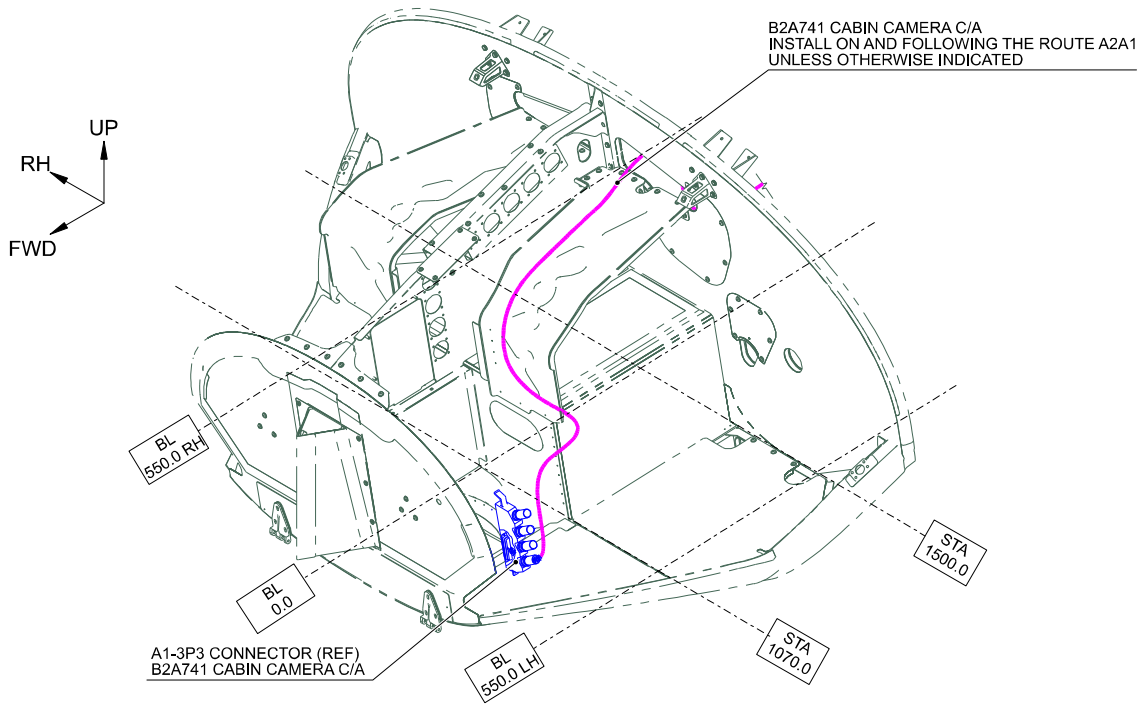 B2A741 CABIN CAMERA C/A
INSTALL ON AND FOLLOWING THE ROUTE A2A1
UNLESS OTHERWISE INDICATED
UP
RH
FWD
BL
550.0 RH
BL
0.0
A1-3P3 CONNECTOR (REF)
B2A741 CABIN CAMERA C/A
BL
550.0 LH
STA
1070.0
STA
1500.0